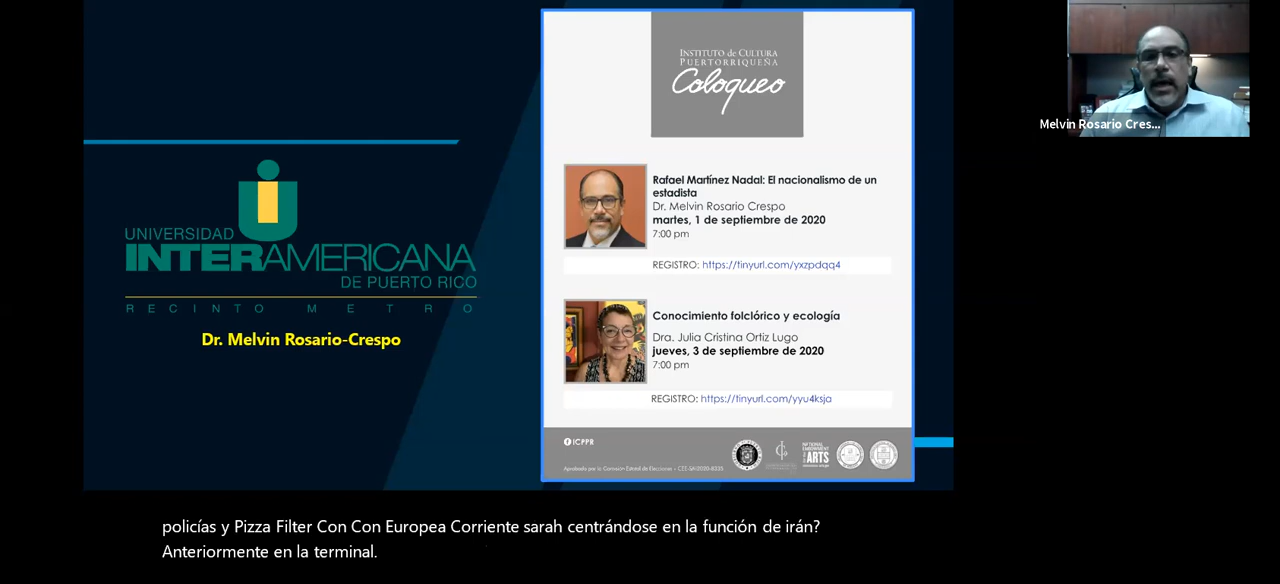 UNIVERSIDAD
INTERAMERICANA
DE PUERTO RICO
RECINTO METRO
Dr. Melvin Rosario-Crespo
INSTITUTO de CULTURA
PUERTORRIQUEÑA
Coloqueo
Rafael Martínez Nadal: El nacionalismo de un
estadista
Dr. Melvin Rosario Crespo
martes, 1 de septiembre de 2020
7:00 pm
REGISTRO: https://tinyurl.com/yxzpdqq4
Conocimiento folclórico y ecología
Dra. Julia Cristina Ortiz Lugo
jueves, 3 de septiembre de 2020
7:00 pm
REGISTRO: https://tinyurl.com/yyu4ksja
ICPPR
NATIONAL
ENDOWMENT
ARTS
Melvin Rosario Cres...
policías y Pizza Filter Con Con Europea Corriente sarah centrándose en la función de irán?
Anteriormente en la terminal.